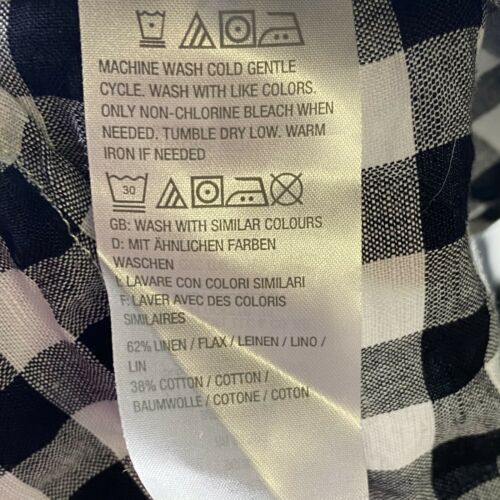 MACHINE WASH COLD GENTLE
CYCLE. WASH WITH LIKE COLORS.
ONLY NON-CHLORINE BLEACH WHEN
NEEDED. TUMBLE DRY LOW. WARM
IRON IF NEEDED
30
GB: WASH WITH SIMILAR COLOURS
D: MIT ÄHNLICHEN FARBEN
WASCHEN
I: LAVARE CON COLORI SIMILARI
F: LAVER AVEC DES COLORIS
SIMILAIRES
62% LINEN / FLAX / LEINEN / LINO /
LIN
38% COTTON / COTTON /
BAUMWOLLE / COTONE / COTON